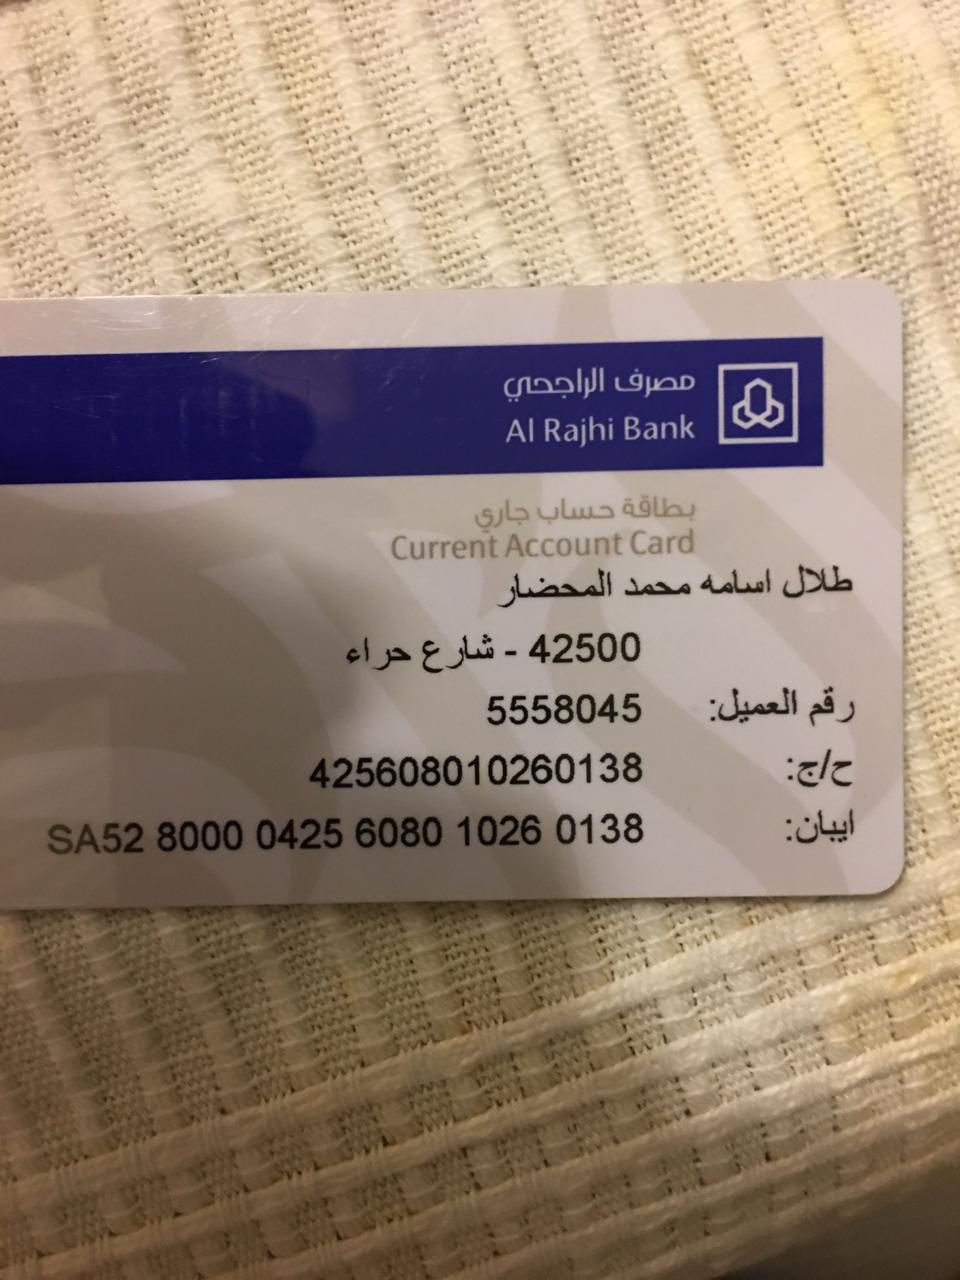 مصرف الراجحي
Al Rajhi Bank
بطاقة حساب جاري
Current Account Card
طلال اسامه محمد المحضار
42500 - شارع حراء
رقم العميل: 5558045
ح/ج: 425608010260138
ايبان: SA52 8000 0425 6080 1026 0138